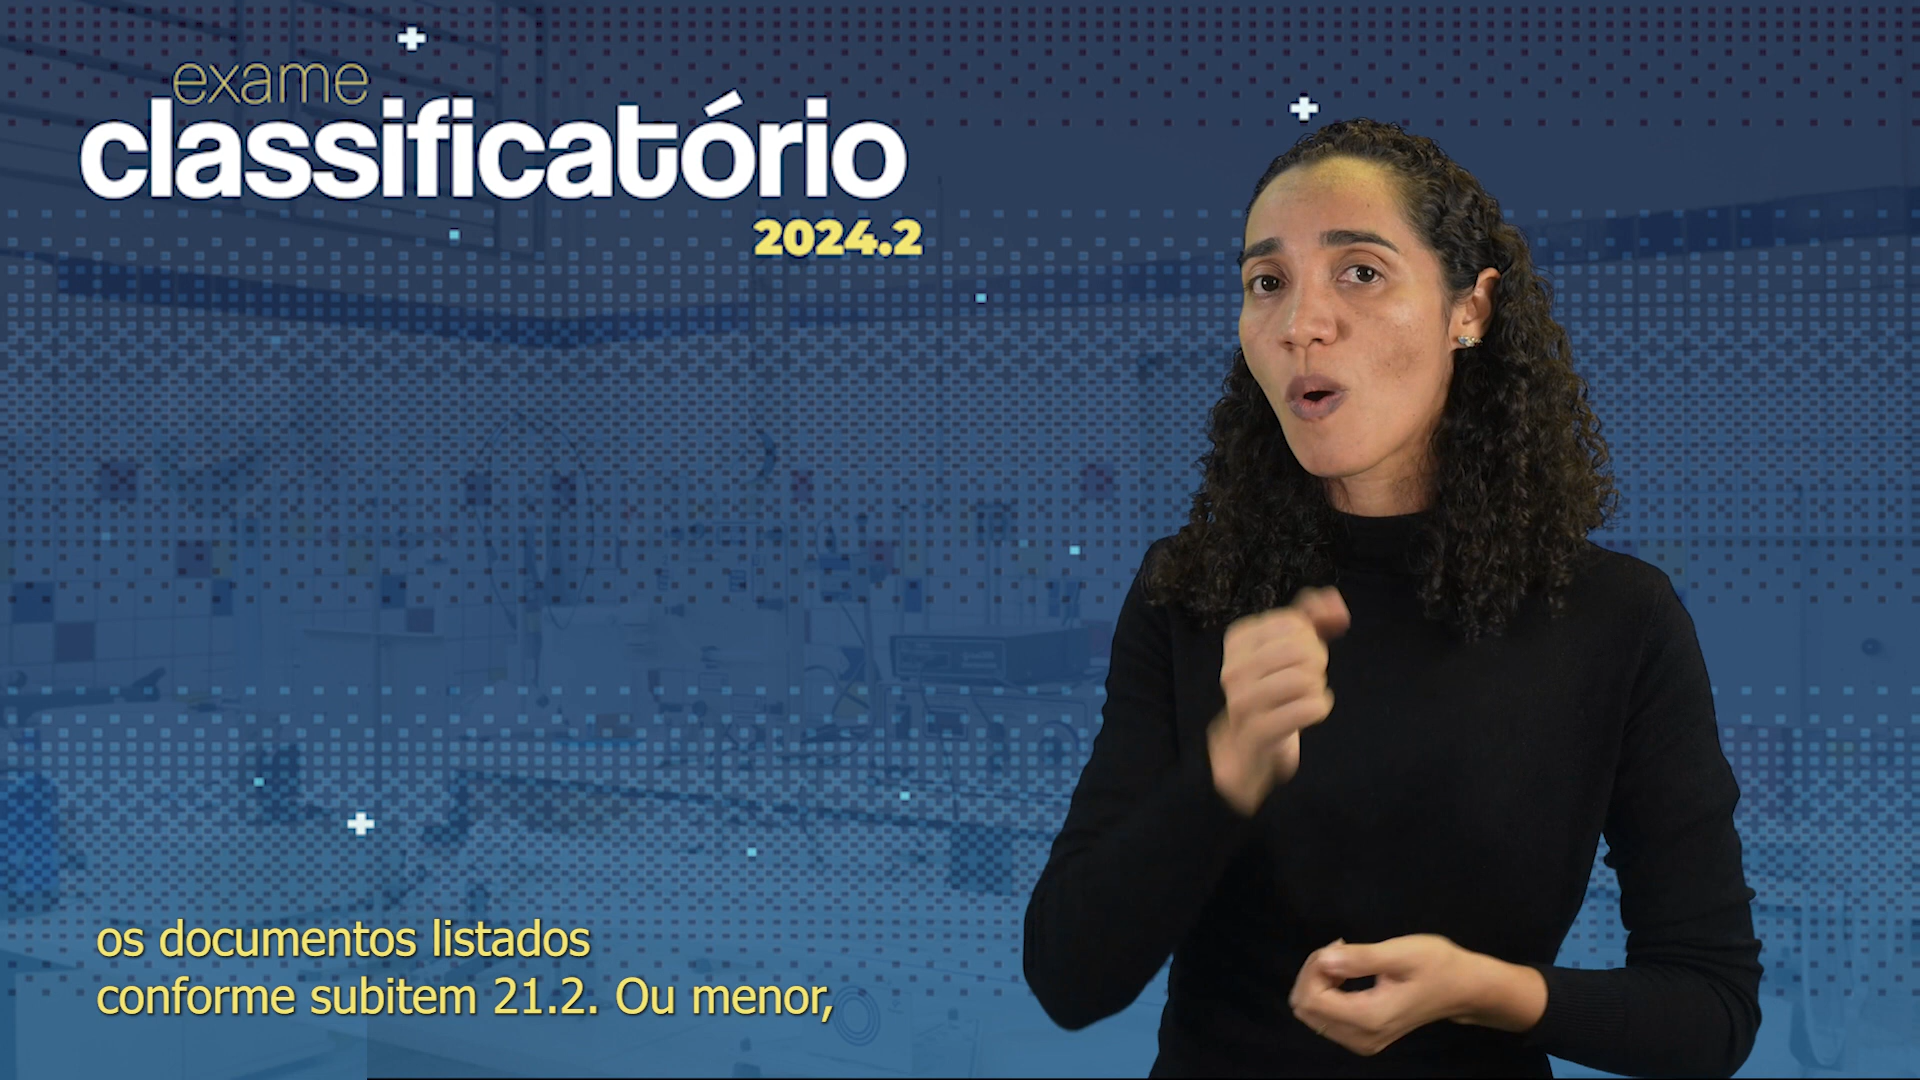 exame
classificatório
2024.2
os documentos listados
conforme subitem 21.2. Ou menor,